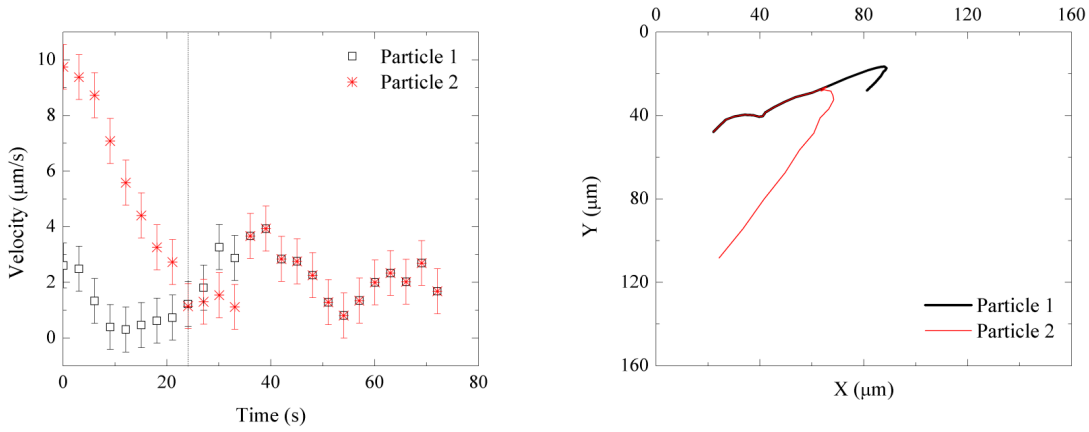 10
8
6
4
2
0
Velocity (μm/s)
0 20 40 60 80
Time (s)
Particle 1
Particle 2
0 40 80 120 160
0
40
80
120
160
Y (μm)
X (μm)
Particle 1
Particle 2